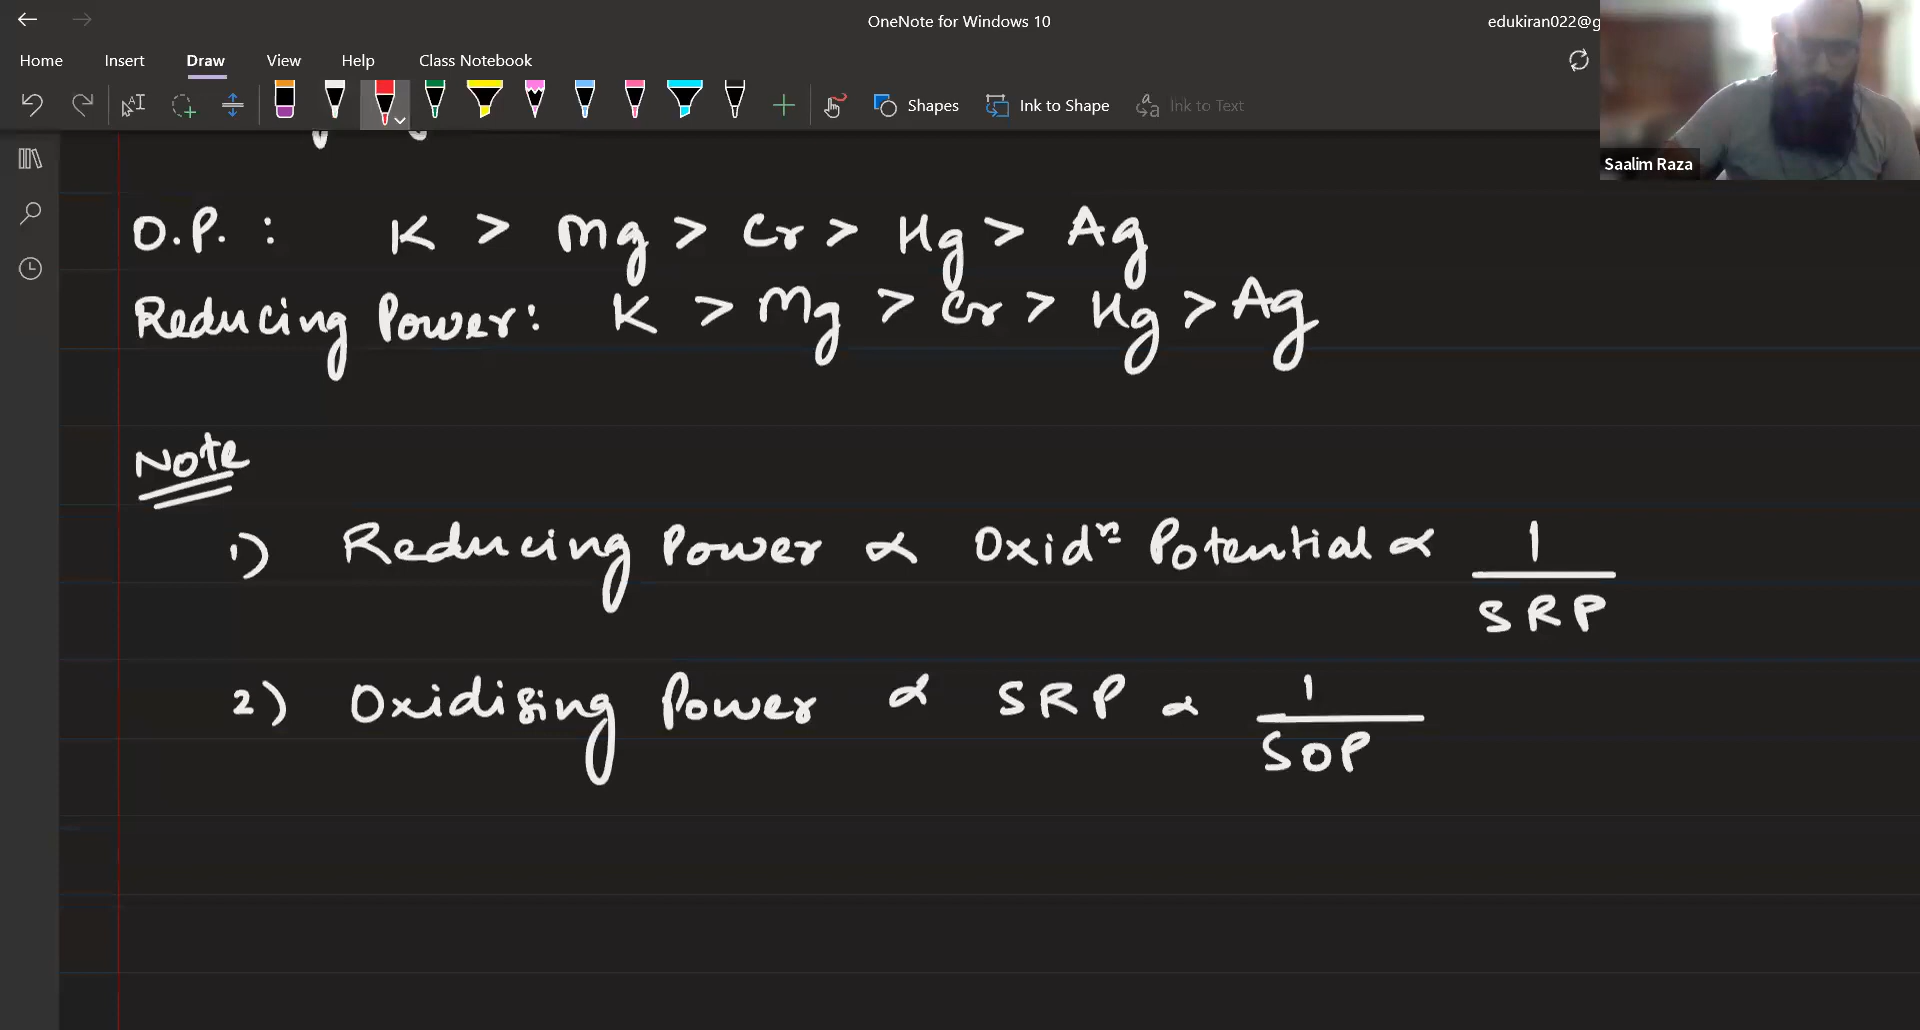 OneNote for Windows 10
edukiran022@g
Home Insert Draw View Help Class Notebook
Shapes Ink to Shape Ink to Text
Saalim Raza
O.P. : K > Mg > Cr > Hg > Ag
Reducing Power: K > Mg > Cr > Hg > Ag
Note
1) Reducing Power ∝ Oxidⁿ Potential ∝ 1
SRP
2) Oxidising Power ∝ SRP ∝ 1
SOP